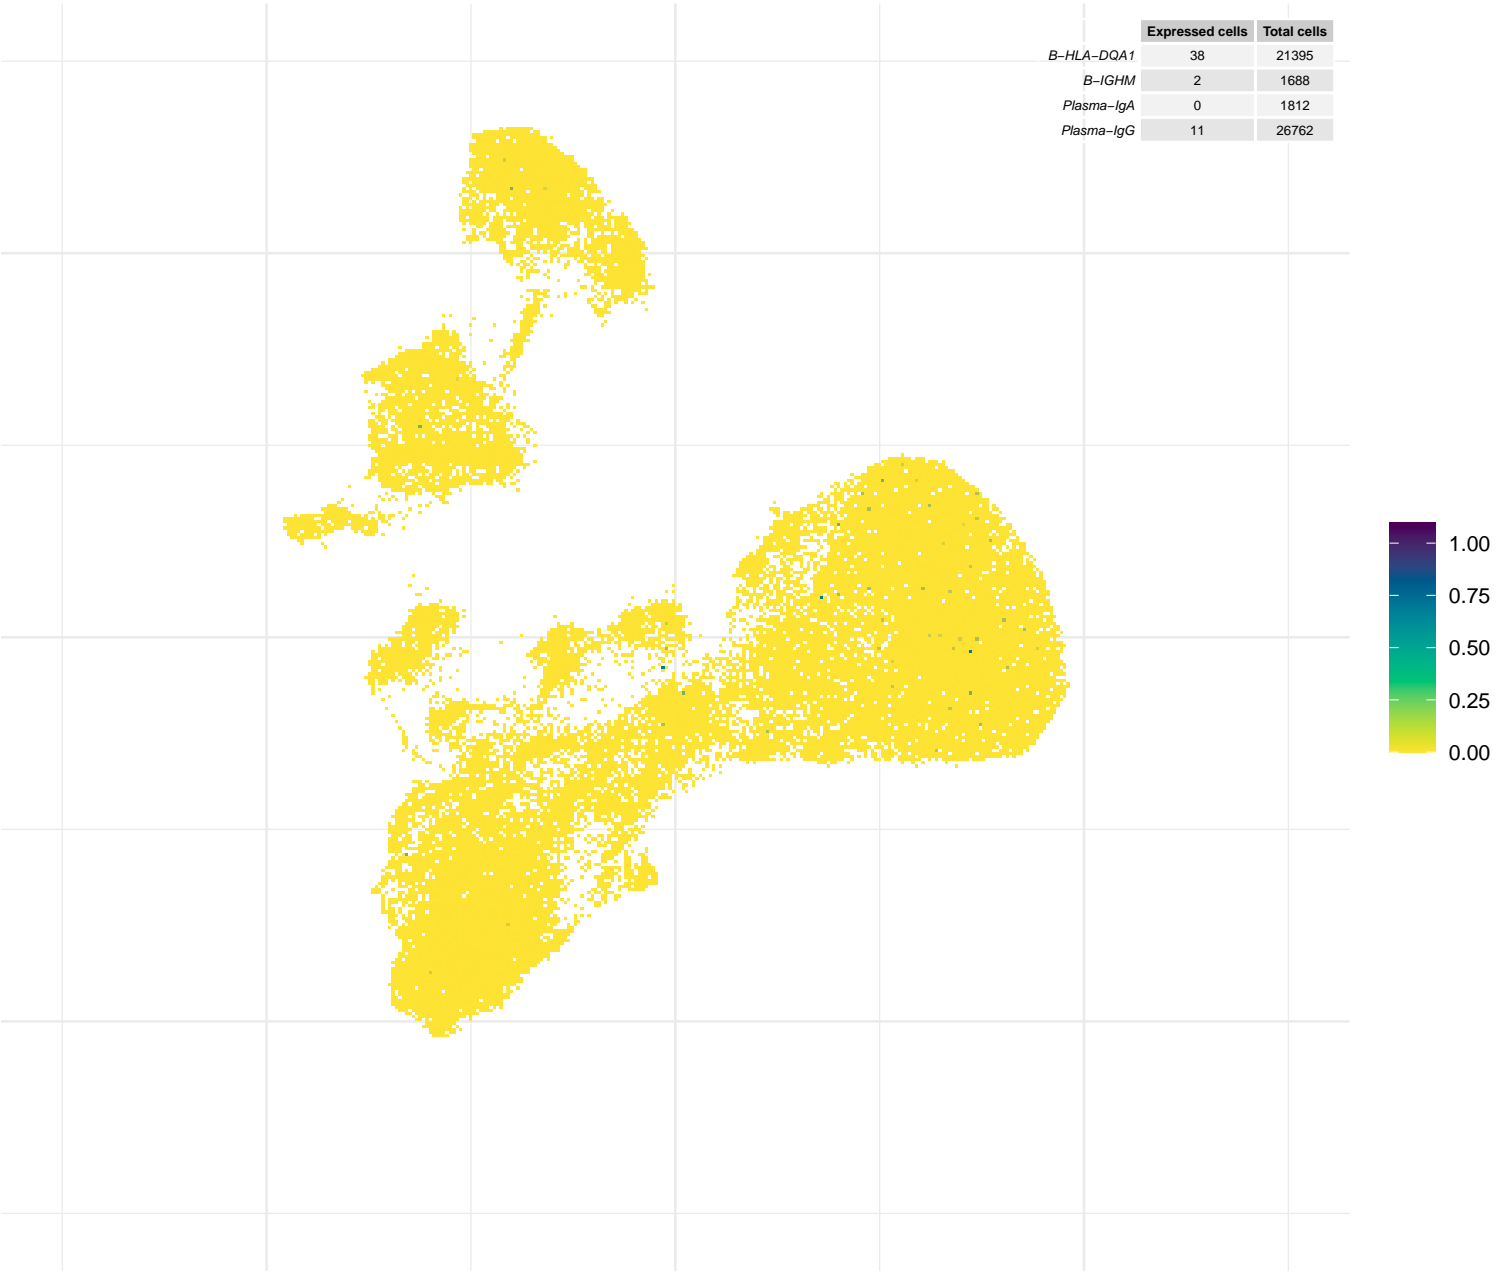 Expressed cells Total cells
B−HLA−DQA1 38 21395
B−IGHM 2 1688
Plasma−IgA 0 1812
Plasma−IgG 11 26762
1.00
0.75
0.50
0.25
0.00